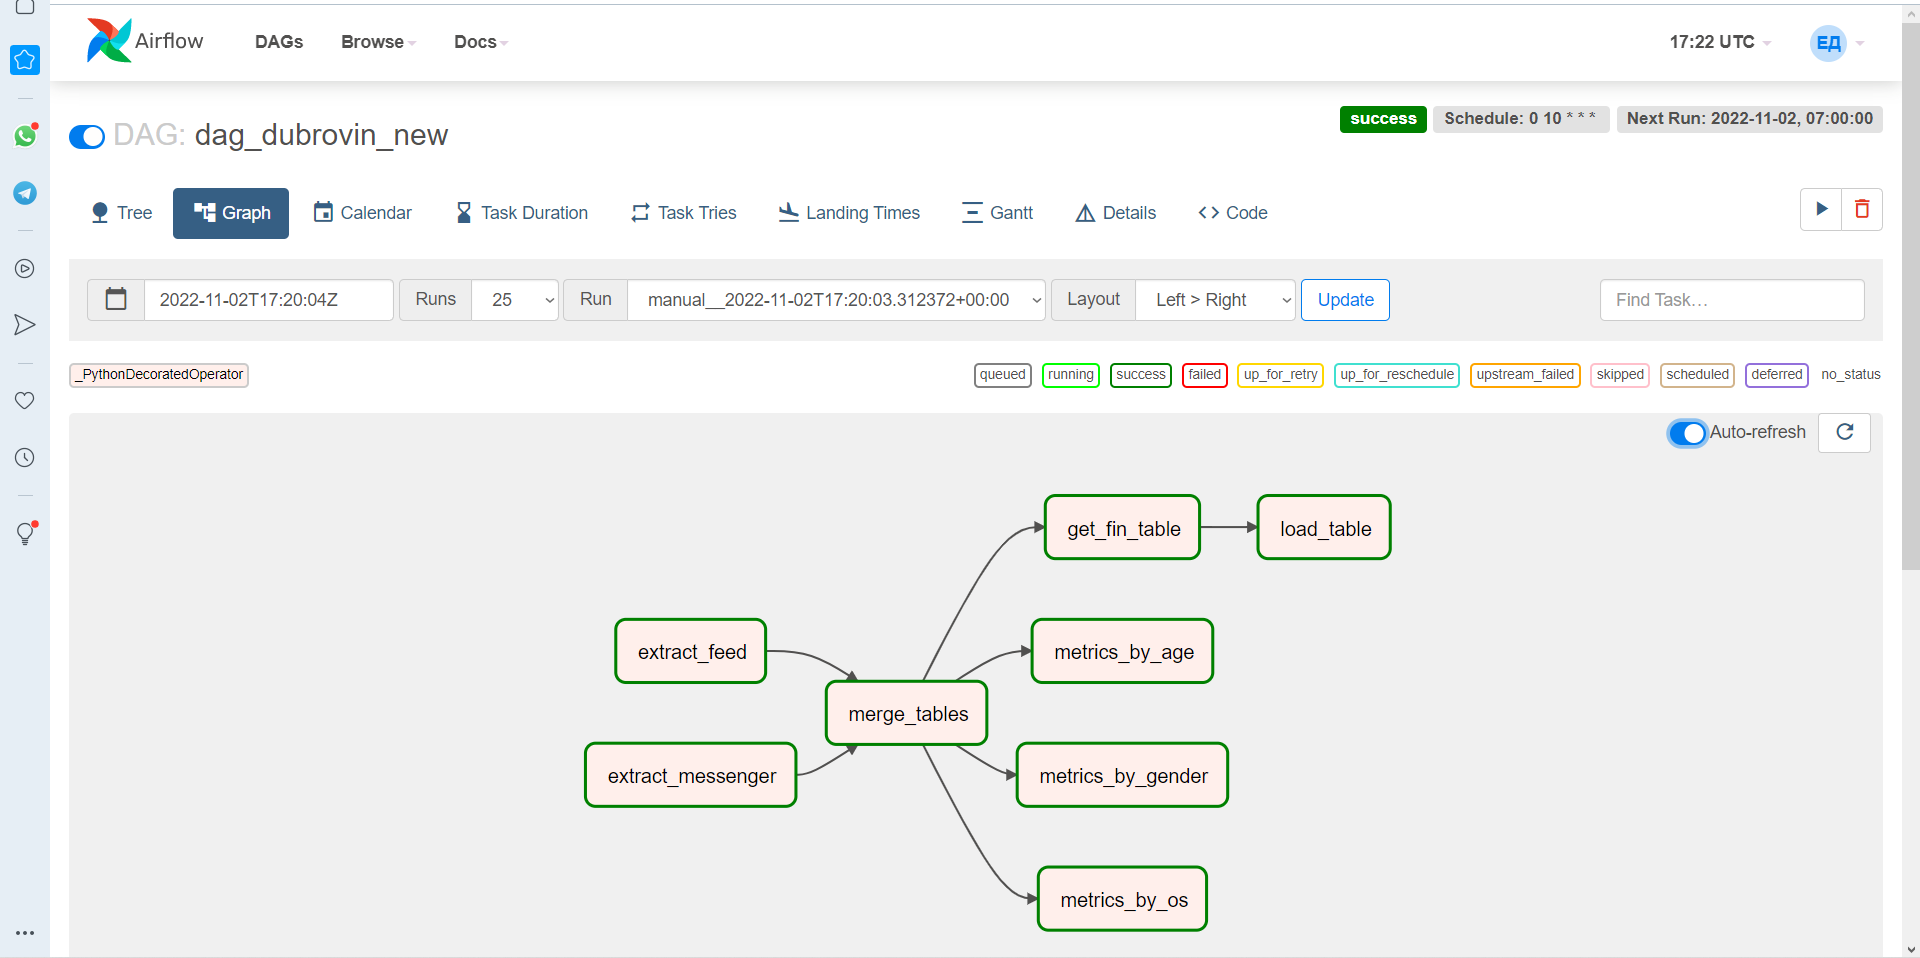 Airflow
DAGs
Browse
Docs
17:22 UTC
ЕД
DAG: dag_dubrovin_new
success
Schedule: 0 10 * * *
Next Run: 2022-11-02, 07:00:00
Tree
Graph
Calendar
Task Duration
Task Tries
Landing Times
Gantt
Details
Code
2022-11-02T17:20:04Z
Runs
25
Run
manual__2022-11-02T17:20:03.312372+00:00
Layout
Left > Right
Update
Find Task...
_PythonDecoratedOperator
queued
running
success
failed
up_for_retry
up_for_reschedule
upstream_failed
skipped
scheduled
deferred
no_status
Auto-refresh
get_fin_table
load_table
extract_feed
metrics_by_age
merge_tables
extract_messenger
metrics_by_gender
metrics_by_os